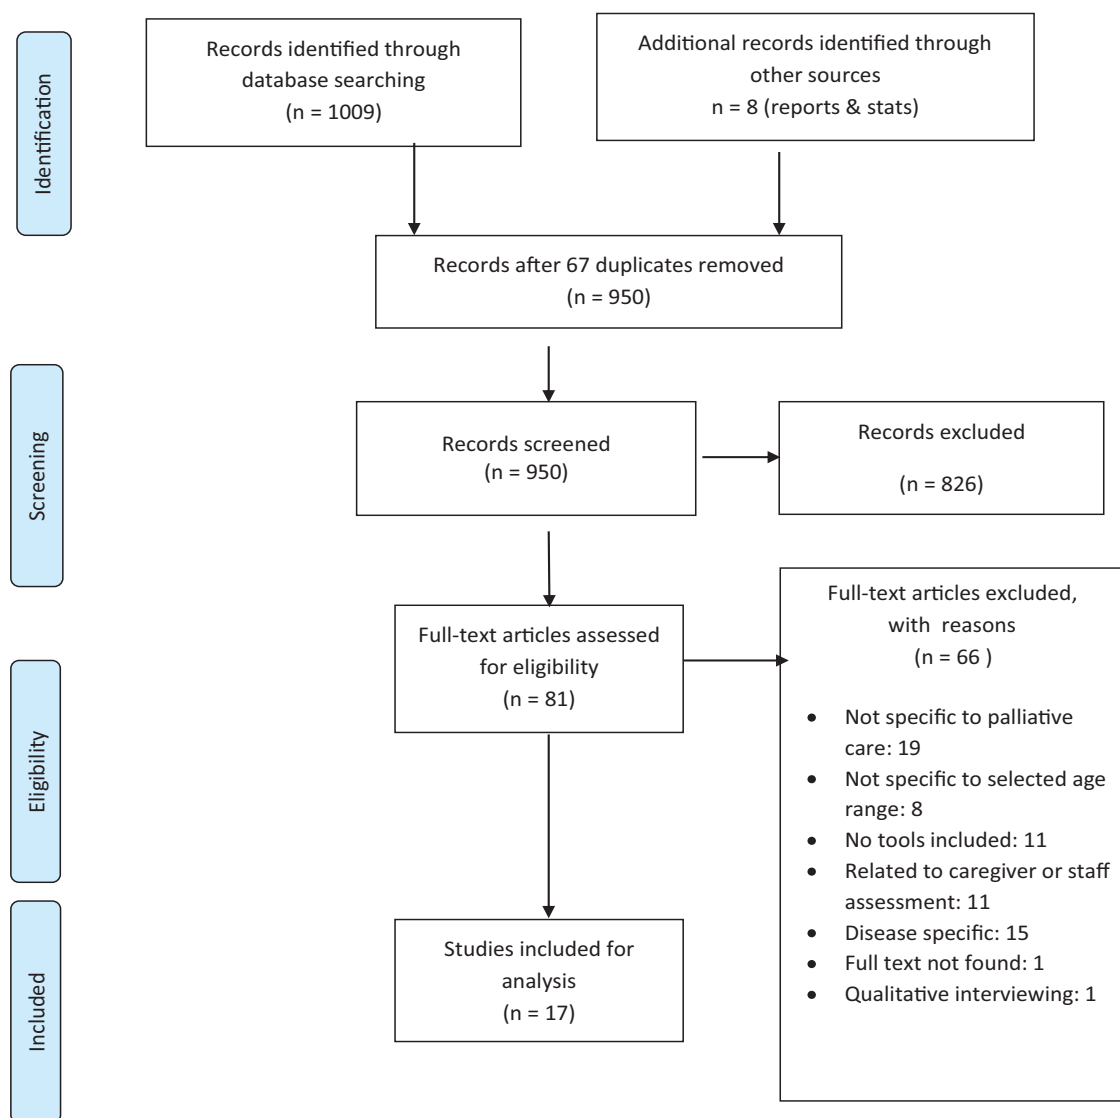 Identification
Records identified through
database searching
(n = 1009)
Additional records identified through
other sources
n = 8 (reports & stats)
Records after 67 duplicates removed
(n = 950)
Screening
Records screened
(n = 950)
Records excluded
(n = 826)
Eligibility
Full-text articles assessed
for eligibility
(n = 81)
Full-text articles excluded,
with reasons
(n = 66 )
• Not specific to palliative
care: 19
• Not specific to selected age
range: 8
• No tools included: 11
• Related to caregiver or staff
assessment: 11
• Disease specific: 15
• Full text not found: 1
• Qualitative interviewing: 1
Included
Studies included for
analysis
(n = 17)